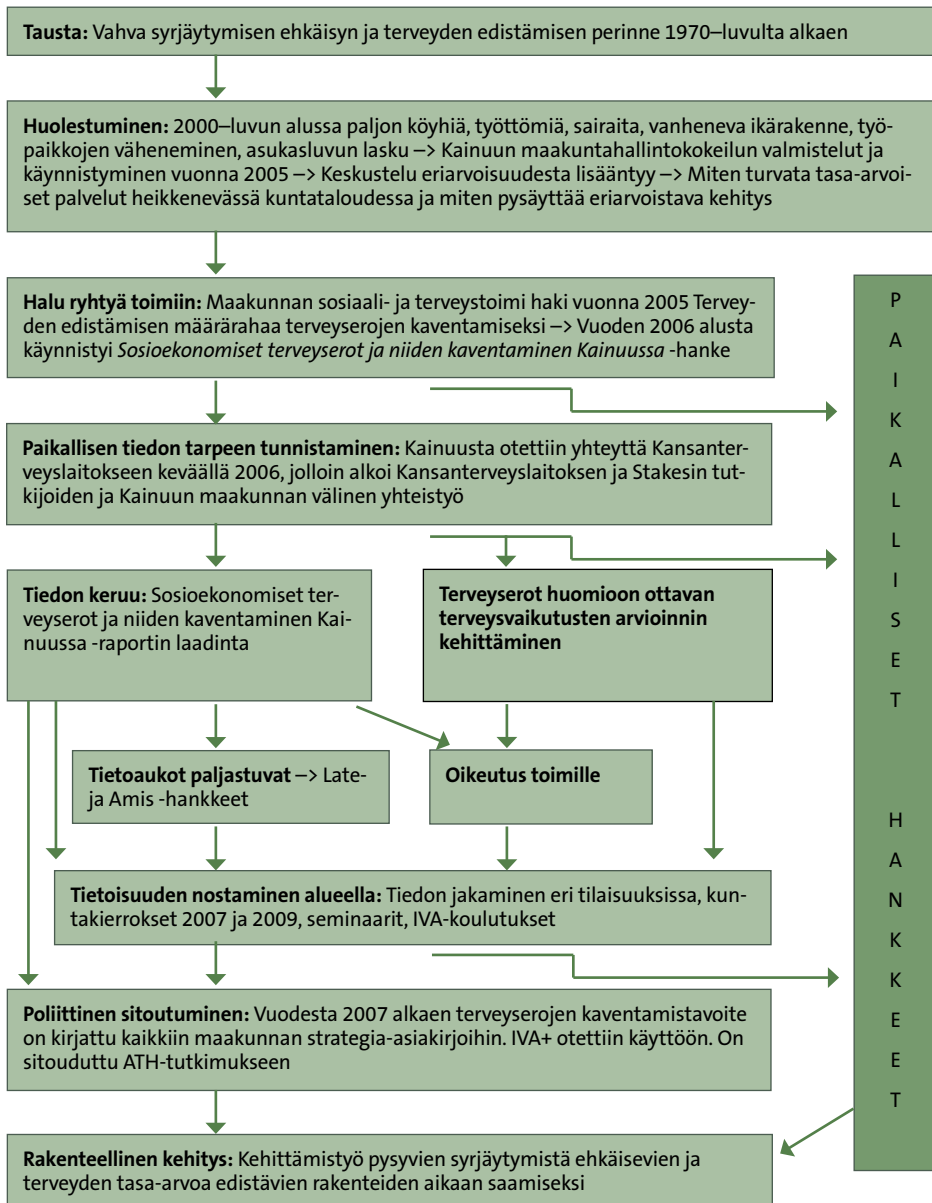 Tausta: Vahva syrjäytymisen ehkäisyn ja terveyden edistämisen perinne 1970–luvulta alkaen
Huolestuminen: 2000–luvun alussa paljon köyhiä, työttömiä, sairaita, vanheneva ikärakenne, työ-
paikkojen väheneminen, asukasluvun lasku –> Kainuun maakuntahallintokokeilun valmistelut ja
käynnistyminen vuonna 2005 –> Keskustelu eriarvoisuudesta lisääntyy –> Miten turvata tasa-arvoi-
set palvelut heikkenevässä kuntataloudessa ja miten pysäyttää eriarvoistava kehitys
Halu ryhtyä toimiin: Maakunnan sosiaali- ja terveystoimi haki vuonna 2005 Tervey-
den edistämisen määrärahaa terveyserojen kaventamiseksi –> Vuoden 2006 alusta
käynnistyi Sosioekonomiset terveyserot ja niiden kaventaminen Kainuussa -hanke
Paikallisen tiedon tarpeen tunnistaminen: Kainuusta otettiin yhteyttä Kansanter-
veyslaitokseen keväällä 2006, jolloin alkoi Kansanterveyslaitoksen ja Stakesin tut-
kijoiden ja Kainuun maakunnan välinen yhteistyö
Tiedon keruu: Sosioekonomiset ter-
veyserot ja niiden kaventaminen Kai-
nuussa -raportin laadinta
Terveyserot huomioon ottavan
terveysvaikutusten arvioinnin
kehittäminen
Tietoaukot paljastuvat –> Late-
ja Amis -hankkeet
Oikeutus toimille
Tietoisuuden nostaminen alueella: Tiedon jakaminen eri tilaisuuksissa, kun-
takierrokset 2007 ja 2009, seminaarit, IVA-koulutukset
Poliittinen sitoutuminen: Vuodesta 2007 alkaen terveyserojen kaventamistavoite
on kirjattu kaikkiin maakunnan strategia-asiakirjoihin. IVA+ otettiin käyttöön. On
sitouduttu ATH-tutkimukseen
Rakenteellinen kehitys: Kehittämistyö pysyvien syrjäytymistä ehkäisevien ja
terveyden tasa-arvoa edistävien rakenteiden aikaan saamiseksi
P
A
I
K
A
L
L
I
S
E
T
H
A
N
K
K
E
E
T